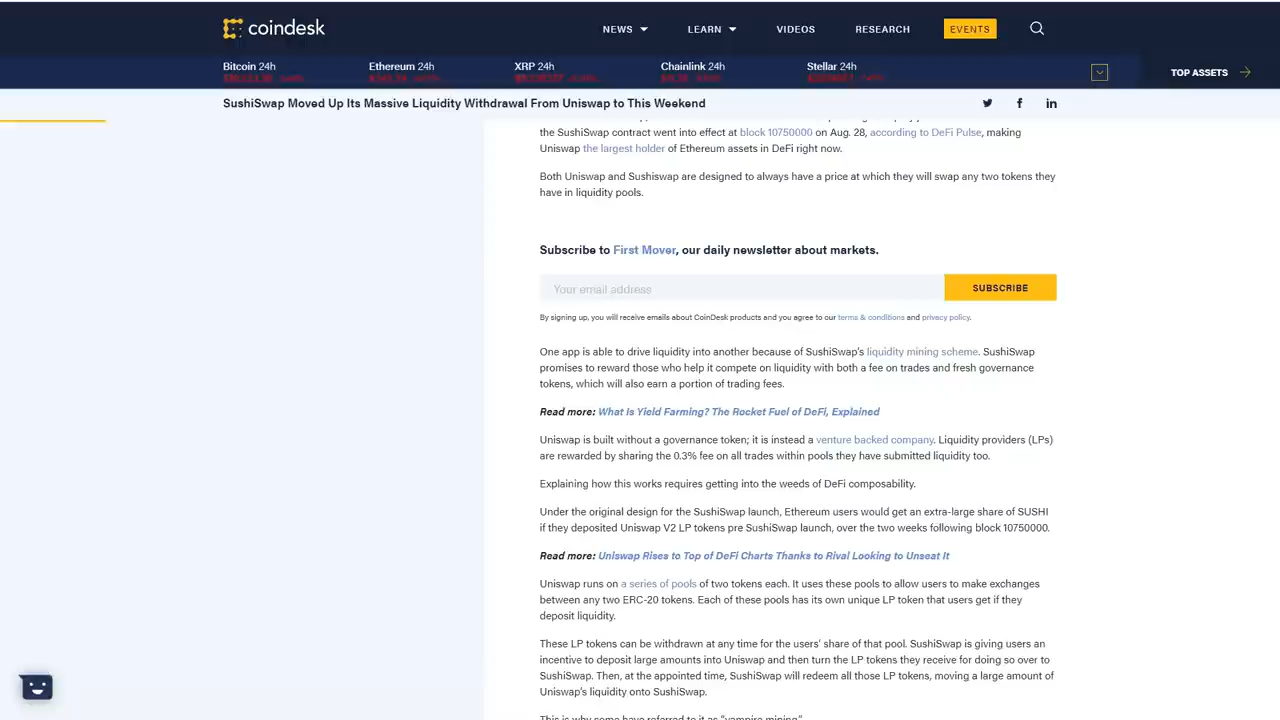 coindesk
NEWS LEARN VIDEOS RESEARCH EVENTS
Bitcoin 24h Ethereum 24h XRP 24h Chainlink 24h Stellar 24h
TOP ASSETS
SushiSwap Moved Up Its Massive Liquidity Withdrawal From Uniswap to This Weekend
the SushiSwap contract went into effect at block 10750000 on Aug. 28, according to DeFi Pulse, making
Uniswap the largest holder of Ethereum assets in DeFi right now.
Both Uniswap and Sushiswap are designed to always have a price at which they will swap any two tokens they
have in liquidity pools.
Subscribe to First Mover, our daily newsletter about markets.
Your email address
SUBSCRIBE
By signing up, you will receive emails about CoinDesk products and you agree to our terms & conditions and privacy policy.
One app is able to drive liquidity into another because of SushiSwap's liquidity mining scheme. SushiSwap
promises to reward those who help it compete on liquidity with both a fee on trades and fresh governance
tokens, which will also earn a portion of trading fees.
Read more: What Is Yield Farming? The Rocket Fuel of DeFi, Explained
Uniswap is built without a governance token; it is instead a venture backed company. Liquidity providers (LPs)
are rewarded by sharing the 0.3% fee on all trades within pools they have submitted liquidity too.
Explaining how this works requires getting into the weeds of DeFi composability.
Under the original design for the SushiSwap launch, Ethereum users would get an extra-large share of SUSHI
if they deposited Uniswap V2 LP tokens pre SushiSwap launch, over the two weeks following block 10750000.
Read more: Uniswap Rises to Top of DeFi Charts Thanks to Rival Looking to Unseat It
Uniswap runs on a series of pools of two tokens each. It uses these pools to allow users to make exchanges
between any two ERC-20 tokens. Each of these pools has its own unique LP token that users get if they
deposit liquidity.
These LP tokens can be withdrawn at any time for the users' share of that pool. SushiSwap is giving users an
incentive to deposit large amounts into Uniswap and then turn the LP tokens they receive for doing so over to
SushiSwap. Then, at the appointed time, SushiSwap will redeem all those LP tokens, moving a large amount of
Uniswap's liquidity onto SushiSwap.
This is why some have referred to it as "vampire mining"